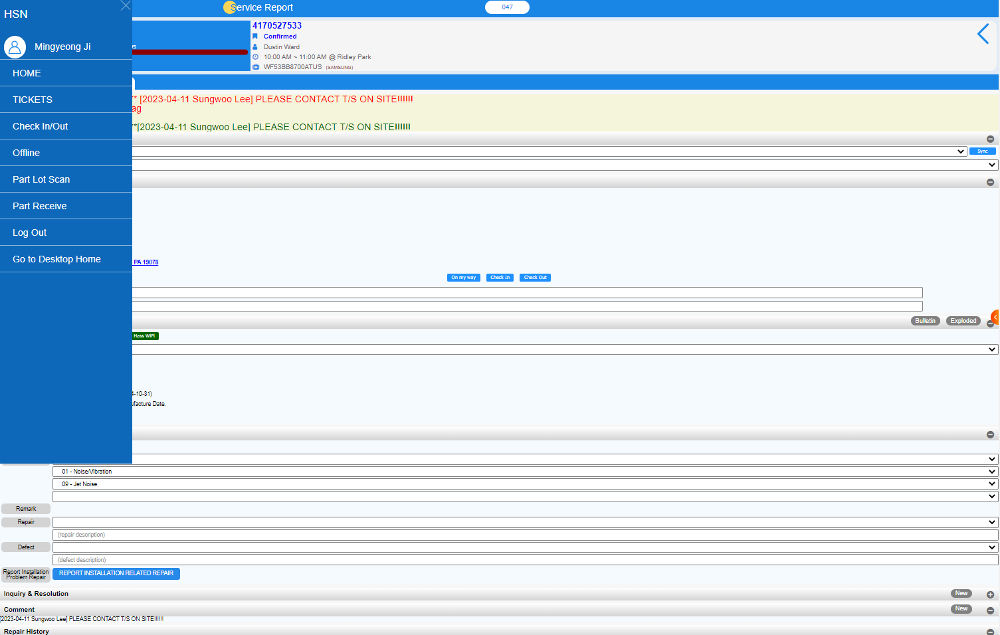 HSN
Service Report
047
Mingyeong Ji
HOME
TICKETS
Check In/Out
Offline
Part Lot Scan
Part Receive
Log Out
Go to Desktop Home
4170527533
Confirmed
Dustin Ward
10:00 AM ~ 11:00 AM @ Ridley Park
WF53BB8700ATUS (SAMSUNG)
* [2023-04-11 Sungwoo Lee] PLEASE CONTACT T/S ON SITE!!!!!!
ag
**[2023-04-11 Sungwoo Lee] PLEASE CONTACT T/S ON SITE!!!!!!
Sync
PA 19078
On my way Check In Check Out
Bulletin Exploded
Hass WiFi
4-10-31)
ufacture Date.
01 - Noise/Vibration
09 - Jet Noise
Remark
Repair
(repair description)
Defect
(defect description)
Report Installation
Problem Repair
REPORT INSTALLATION RELATED REPAIR
Inquiry & Resolution New
Comment New
[2023-04-11 Sungwoo Lee] PLEASE CONTACT T/S ON SITE!!!!!!
Repair History